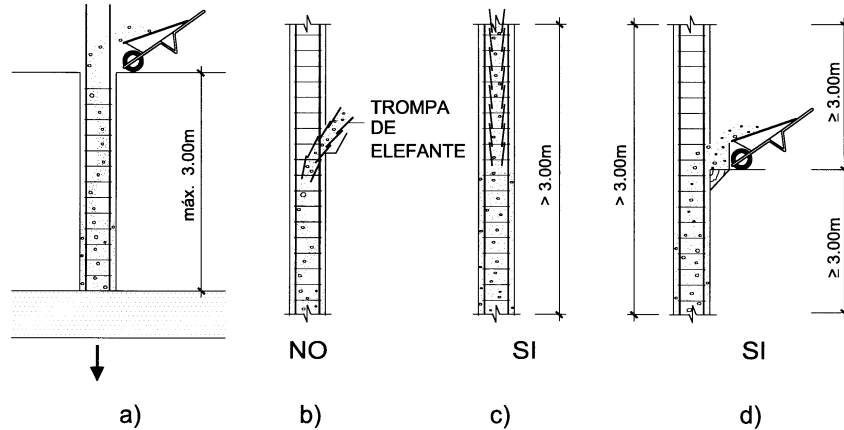 máx. 3.00m
a)
TROMPA
DE
ELEFANTE
NO
b)
> 3.00m
SI
c)
> 3.00m
≥ 3.00m
≥ 3.00m
SI
d)